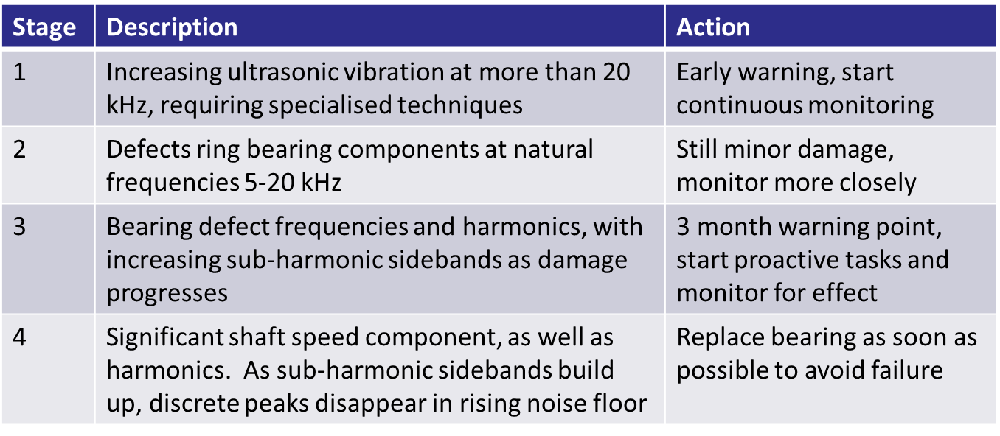 Stage Description Action
1 Increasing ultrasonic vibration at more than 20 Early warning, start
kHz, requiring specialised techniques continuous monitoring
2 Defects ring bearing components at natural Still minor damage,
frequencies 5-20 kHz monitor more closely
3 Bearing defect frequencies and harmonics, with 3 month warning point,
increasing sub-harmonic sidebands as damage start proactive tasks and
progresses monitor for effect
4 Significant shaft speed component, as well as Replace bearing as soon as
harmonics.  As sub-harmonic sidebands build possible to avoid failure
up, discrete peaks disappear in rising noise floor